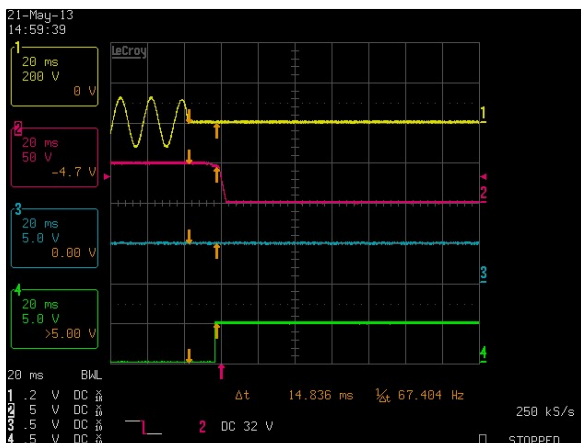 21-May-13
14:59:39
LeCroy
1
20 ms
200 V
0 V
2
20 ms
50 V
-4.7 V
3
20 ms
5.0 V
0.00 V
4
20 ms
5.0 V
>5.00 V
1
2
3
4
20 ms BWL
1 .2 V DC
2 5 V DC
3 .5 V DC
4 .5 V DC
Δt 14.836 ms 1/Δt 67.404 Hz
2 DC 32 V
250 kS/s
STOPPED